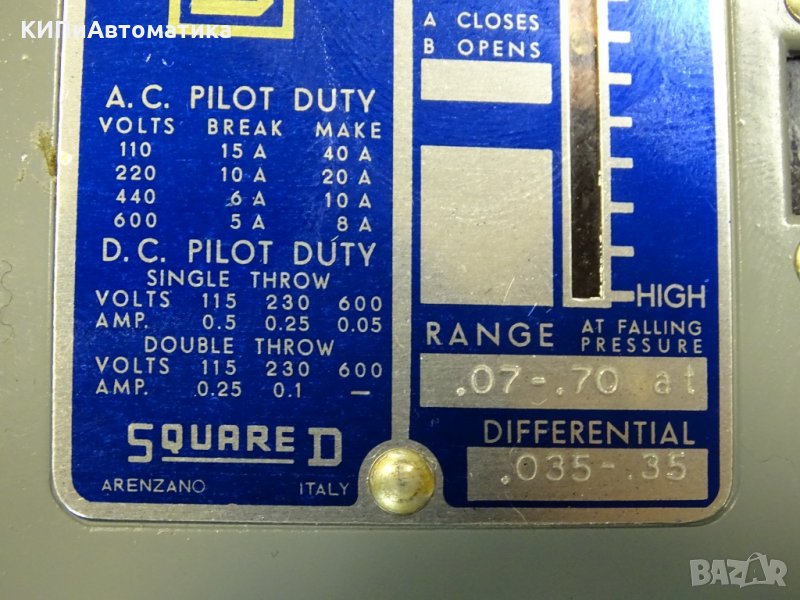 КИПиАвтоматика
A.C. PILOT DUTY
VOLTS BREAK MAKE
110 15 A 40 A
220 10 A 20 A
440 6 A 10 A
600 5 A 8 A
D.C. PILOT DUTY
SINGLE THROW
VOLTS 115 230 600
AMP. 0.5 0.25 0.05
DOUBLE THROW
VOLTS 115 230 600
AMP. 0.25 0.1 —
SQUARE D
ARENZANO ITALY
A CLOSES
B OPENS
HIGH
RANGE AT FALLING PRESSURE
.07-.70 at
DIFFERENTIAL
.035-.35
BAZAR